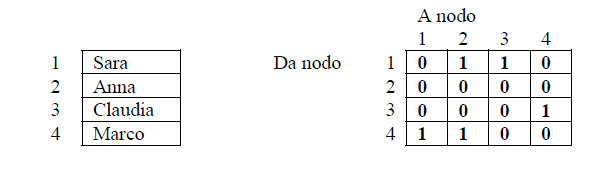 A nodo
1 2 3 4
1 Sara Da nodo 1 0 1 1 0
2 Anna 2 0 0 0 0
3 Claudia 3 0 0 0 1
4 Marco 4 1 1 0 0